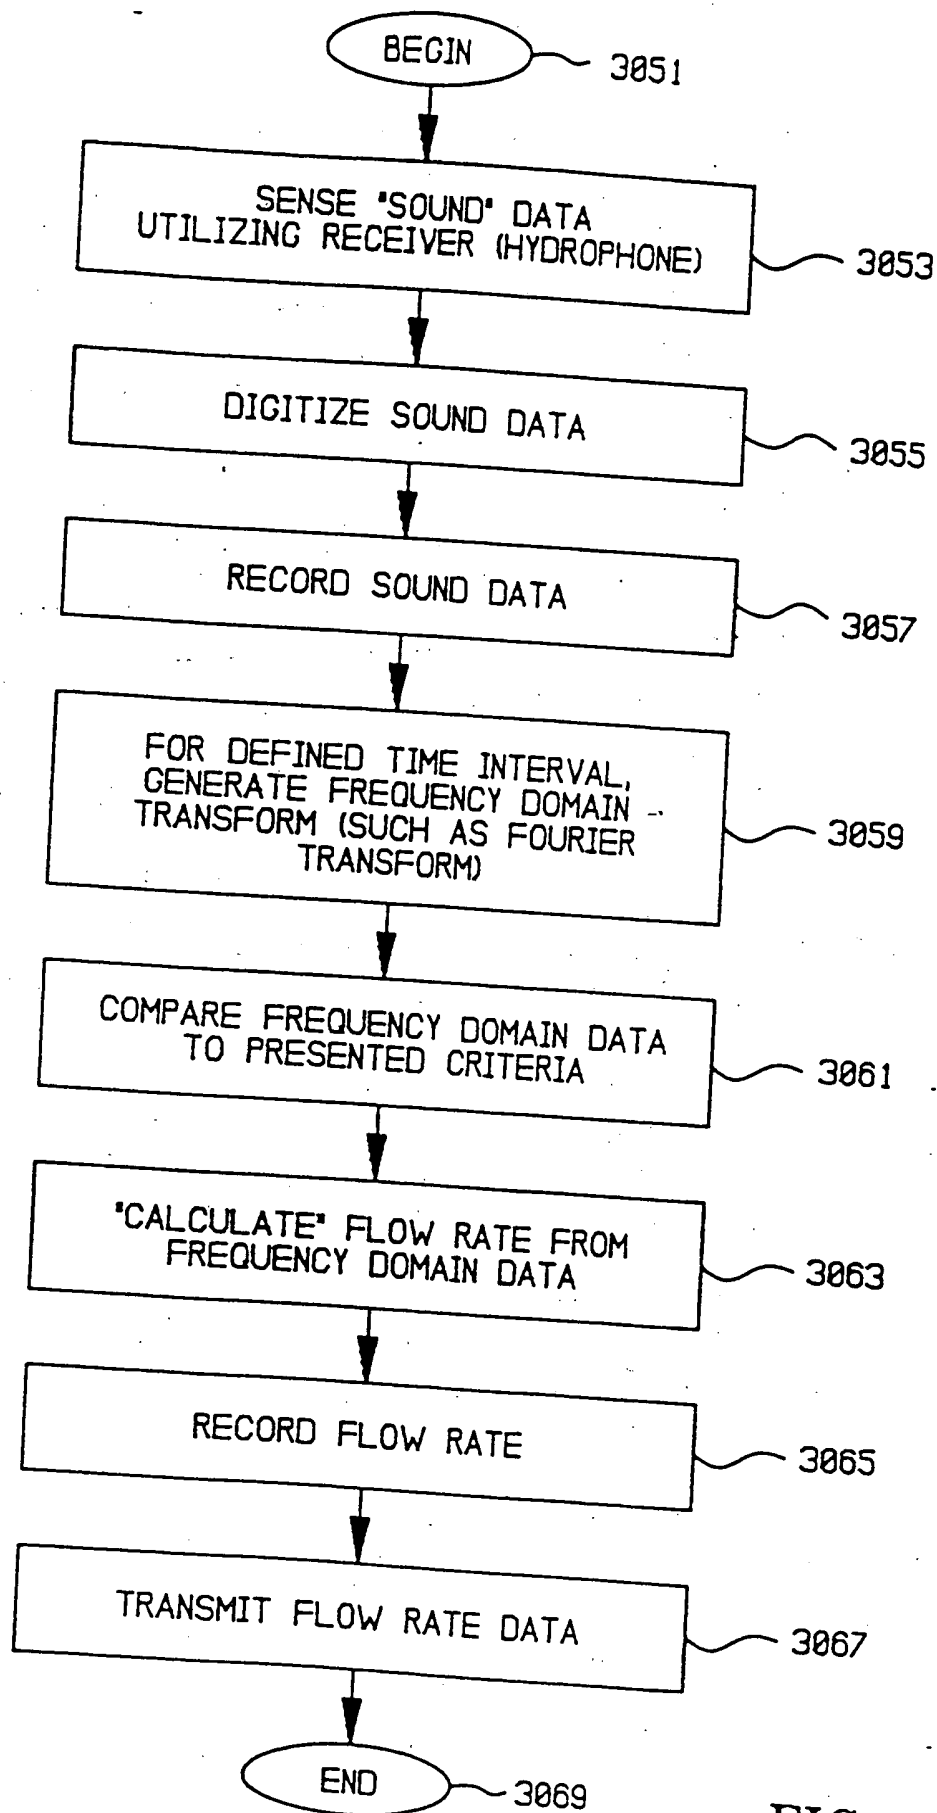 BEGIN
3051
SENSE "SOUND" DATA
UTILIZING RECEIVER (HYDROPHONE)
3053
DIGITIZE SOUND DATA
3055
RECORD SOUND DATA
3057
FOR DEFINED TIME INTERVAL,
GENERATE FREQUENCY DOMAIN
TRANSFORM (SUCH AS FOURIER
TRANSFORM)
3059
COMPARE FREQUENCY DOMAIN DATA
TO PRESENTED CRITERIA
3061
"CALCULATE" FLOW RATE FROM
FREQUENCY DOMAIN DATA
3063
RECORD FLOW RATE
3065
TRANSMIT FLOW RATE DATA
3067
END
3069